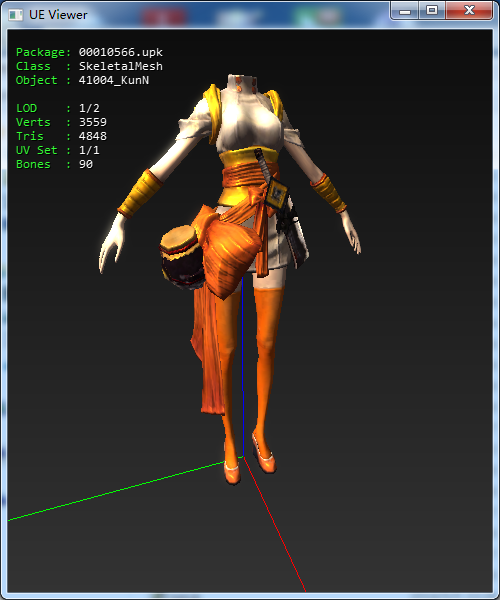 UE Viewer
Package: 00010566.upk
Class : SkeletalMesh
Object : 41004_KunN
LOD : 1/2
Verts : 3559
Tris : 4848
UV Set : 1/1
Bones : 90